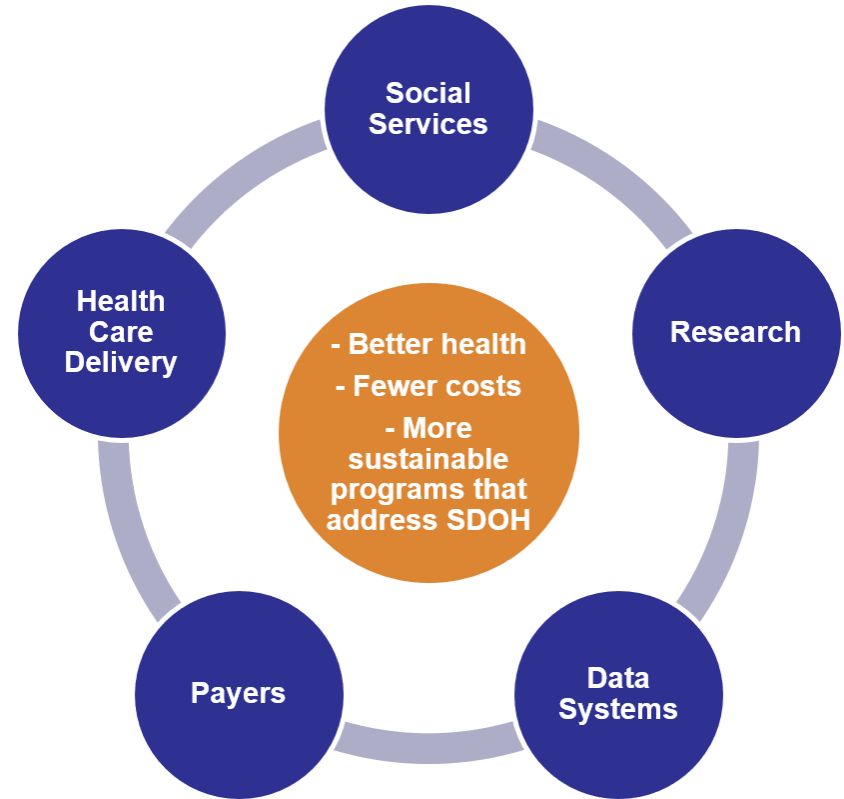 Social
Services
Health
Care
Delivery
Research
- Better health
- Fewer costs
- More
sustainable
programs that
address SDOH
Payers
Data
Systems